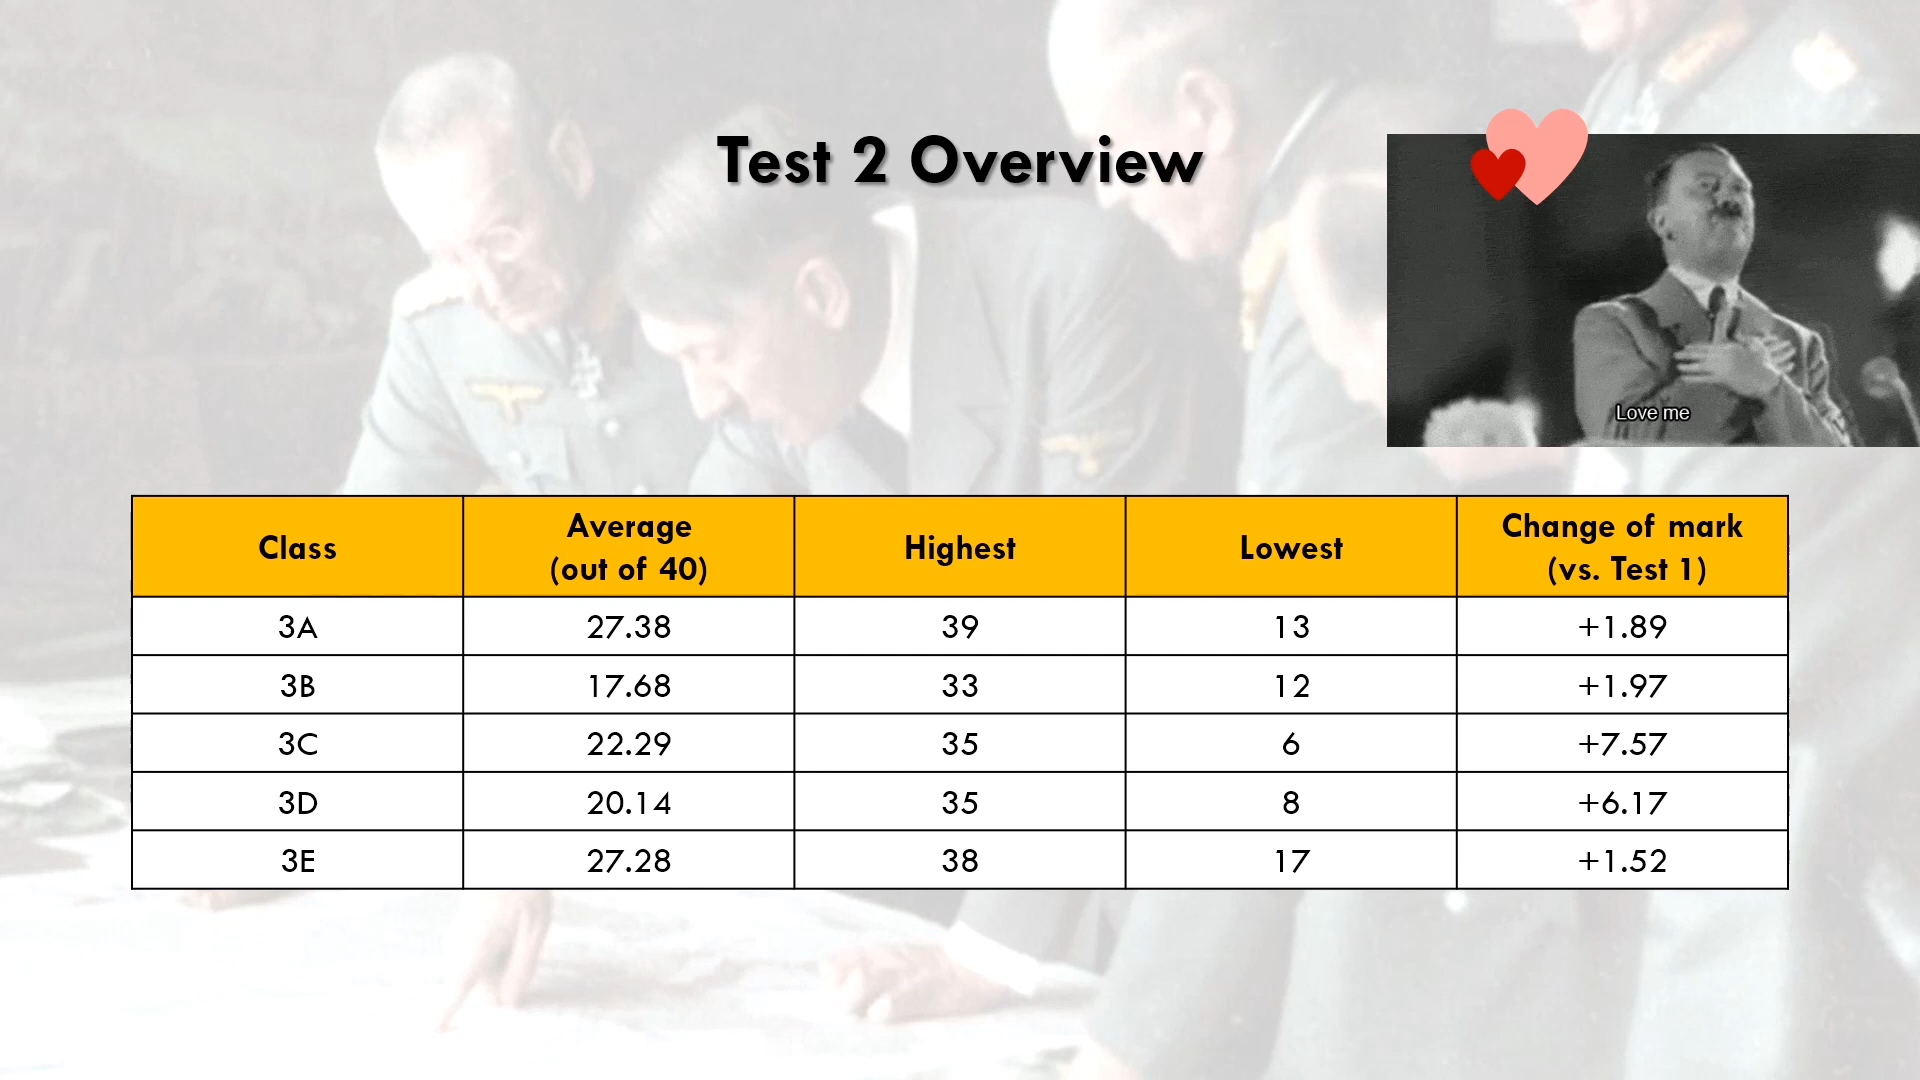 Test 2 Overview
Love me
Class Average (out of 40) Highest Lowest Change of mark (vs. Test 1)
3A 27.38 39 13 +1.89
3B 17.68 33 12 +1.97
3C 22.29 35 6 +7.57
3D 20.14 35 8 +6.17
3E 27.28 38 17 +1.52